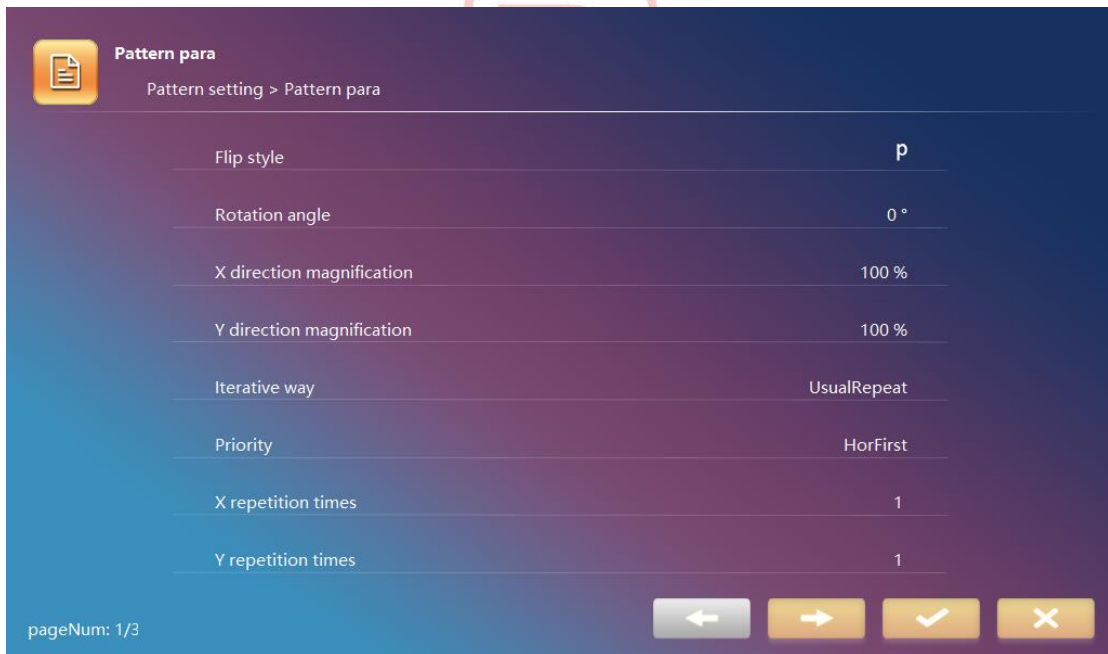 Pattern para
Pattern setting > Pattern para
Flip style p
Rotation angle 0 °
X direction magnification 100 %
Y direction magnification 100 %
Iterative way UsualRepeat
Priority HorFirst
X repetition times 1
Y repetition times 1
pageNum: 1/3